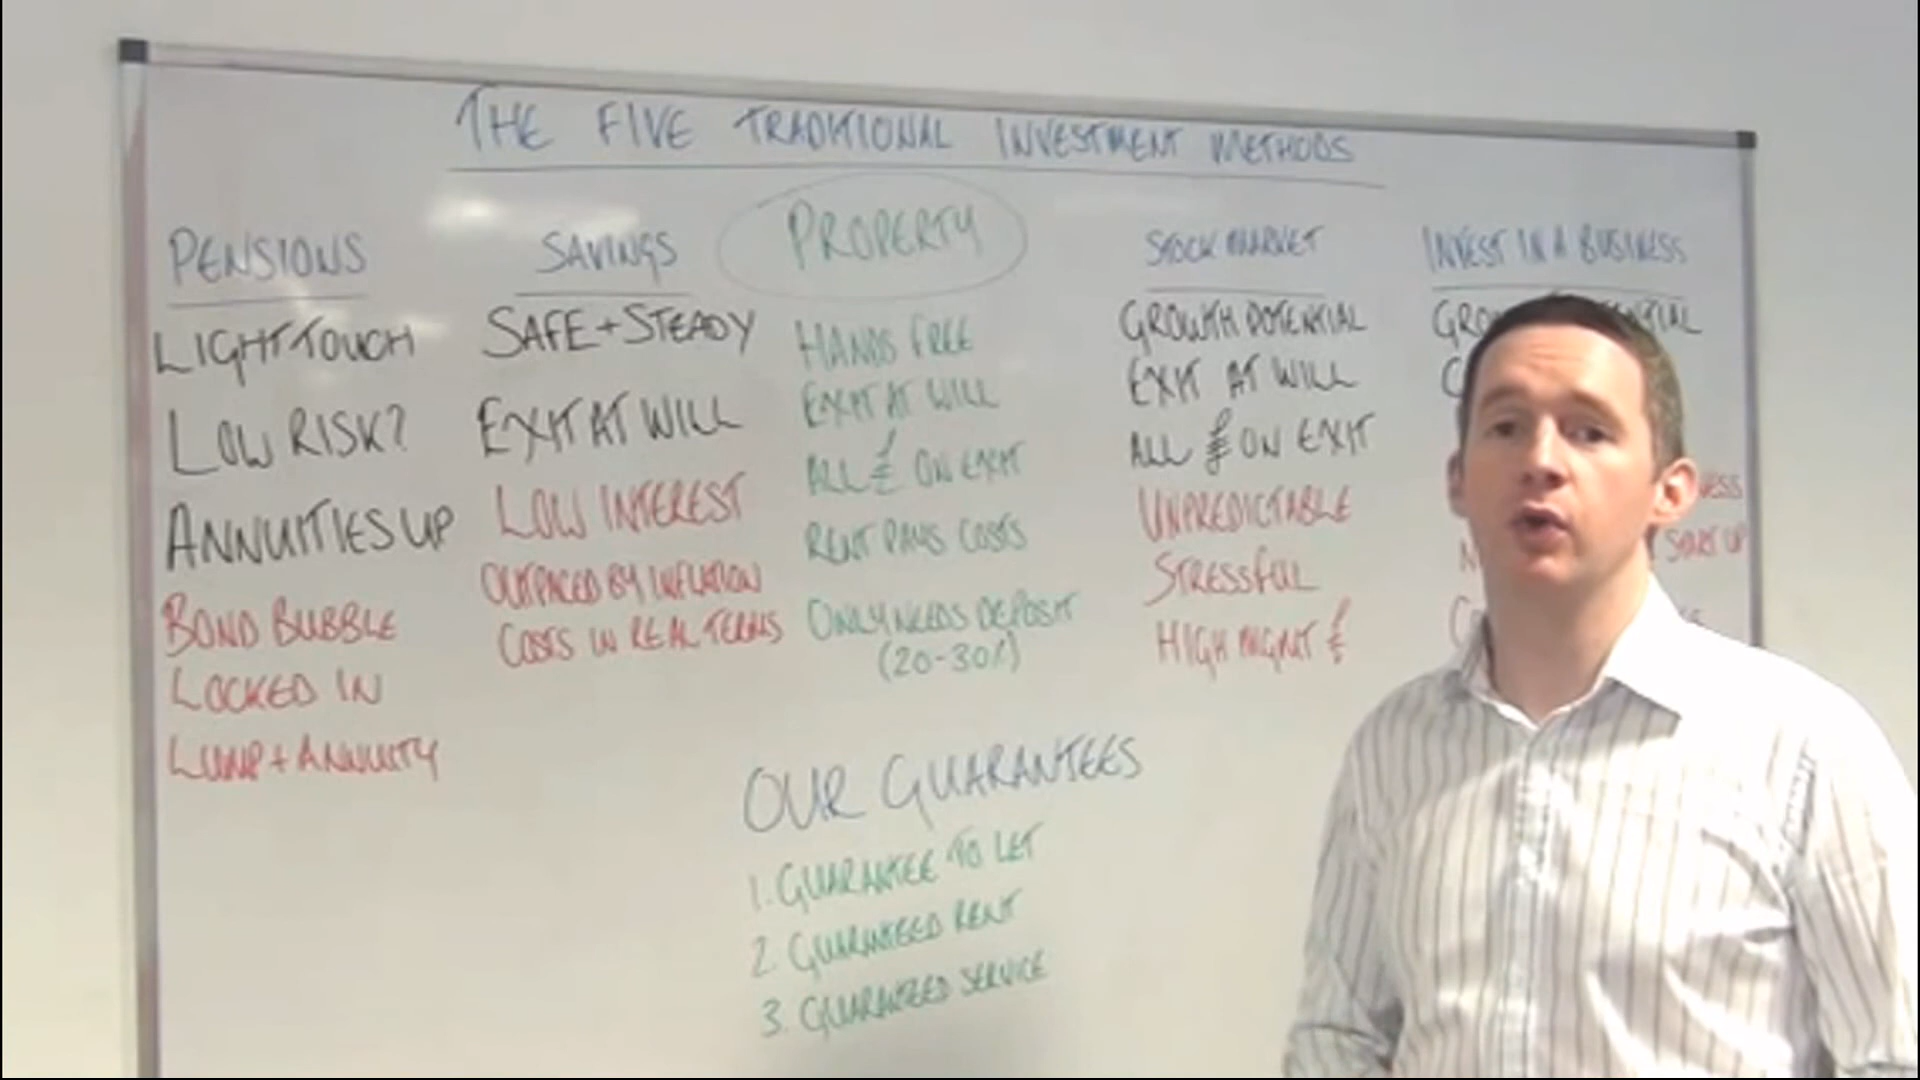 THE FIVE TRADITIONAL INVESTMENT METHODS
PENSIONS
LIGHT TOUCH
LOW RISK?
ANNUITIES UP
BOND BUBBLE
LOCKED IN
LUMP + ANNUITY
SAVINGS
SAFE + STEADY
EXIT AT WILL
LOW INTEREST
OUTPACED BY INFLATION
COSTS IN REAL TERMS
PROPERTY
HANDS FREE
EXIT AT WILL
ALL £ ON EXIT
RENT PAYS COSTS
ONLY NEEDS DEPOSIT
(20-30%)
STOCK MARKET
GROWTH POTENTIAL
EXIT AT WILL
ALL £ ON EXIT
UNPREDICTABLE
STRESSFUL
HIGH MGMT £
INVEST IN A BUSINESS
START UP
OUR GUARANTEES
1. GUARANTEE TO LET
2. GUARANTEED RENT
3. GUARANTEED SERVICE